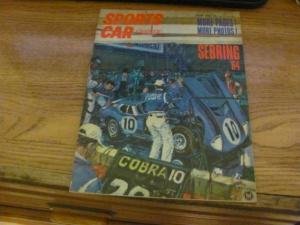 SPORTS
CAR
MORE PAGES!
MORE PHOTOS!
SEBRING
'64
10
10
COBRA 10